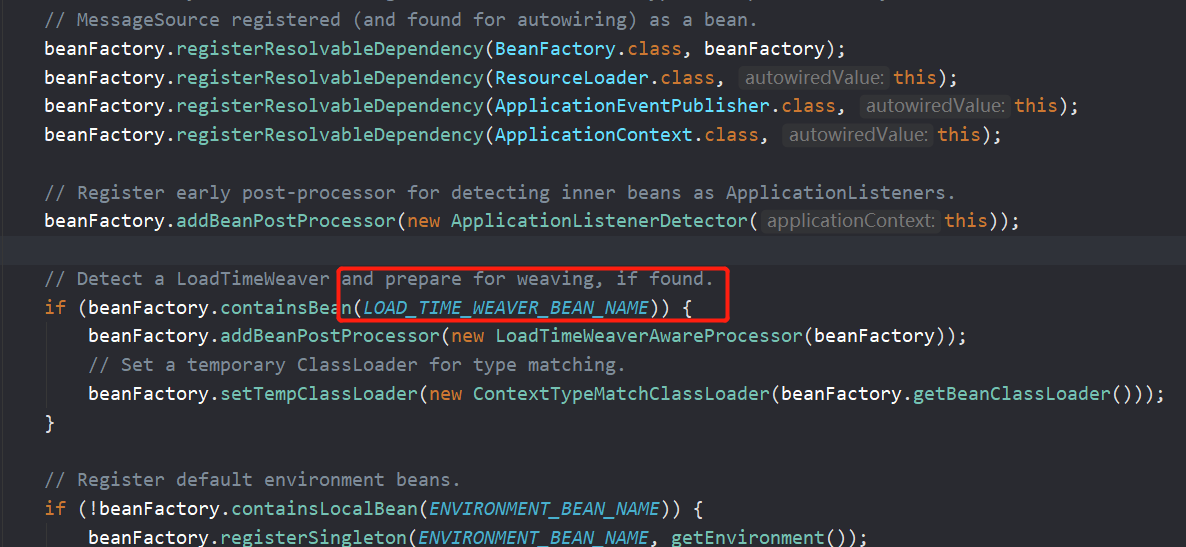 // MessageSource registered (and found for autowiring) as a bean.
beanFactory.registerResolvableDependency(BeanFactory.class, beanFactory);
beanFactory.registerResolvableDependency(ResourceLoader.class, autowiredValue: this);
beanFactory.registerResolvableDependency(ApplicationEventPublisher.class, autowiredValue: this);
beanFactory.registerResolvableDependency(ApplicationContext.class, autowiredValue: this);
// Register early post-processor for detecting inner beans as ApplicationListeners.
beanFactory.addBeanPostProcessor(new ApplicationListenerDetector( applicationContext: this));
// Detect a LoadTimeWeaver and prepare for weaving, if found.
if (beanFactory.containsBean(LOAD_TIME_WEAVER_BEAN_NAME)) {
beanFactory.addBeanPostProcessor(new LoadTimeWeaverAwareProcessor(beanFactory));
// Set a temporary ClassLoader for type matching.
beanFactory.setTempClassLoader(new ContextTypeMatchClassLoader(beanFactory.getBeanClassLoader()));
}
// Register default environment beans.
if (!beanFactory.containsLocalBean(ENVIRONMENT_BEAN_NAME)) {
beanFactory.registerSingleton(ENVIRONMENT_BEAN_NAME, getEnvironment());